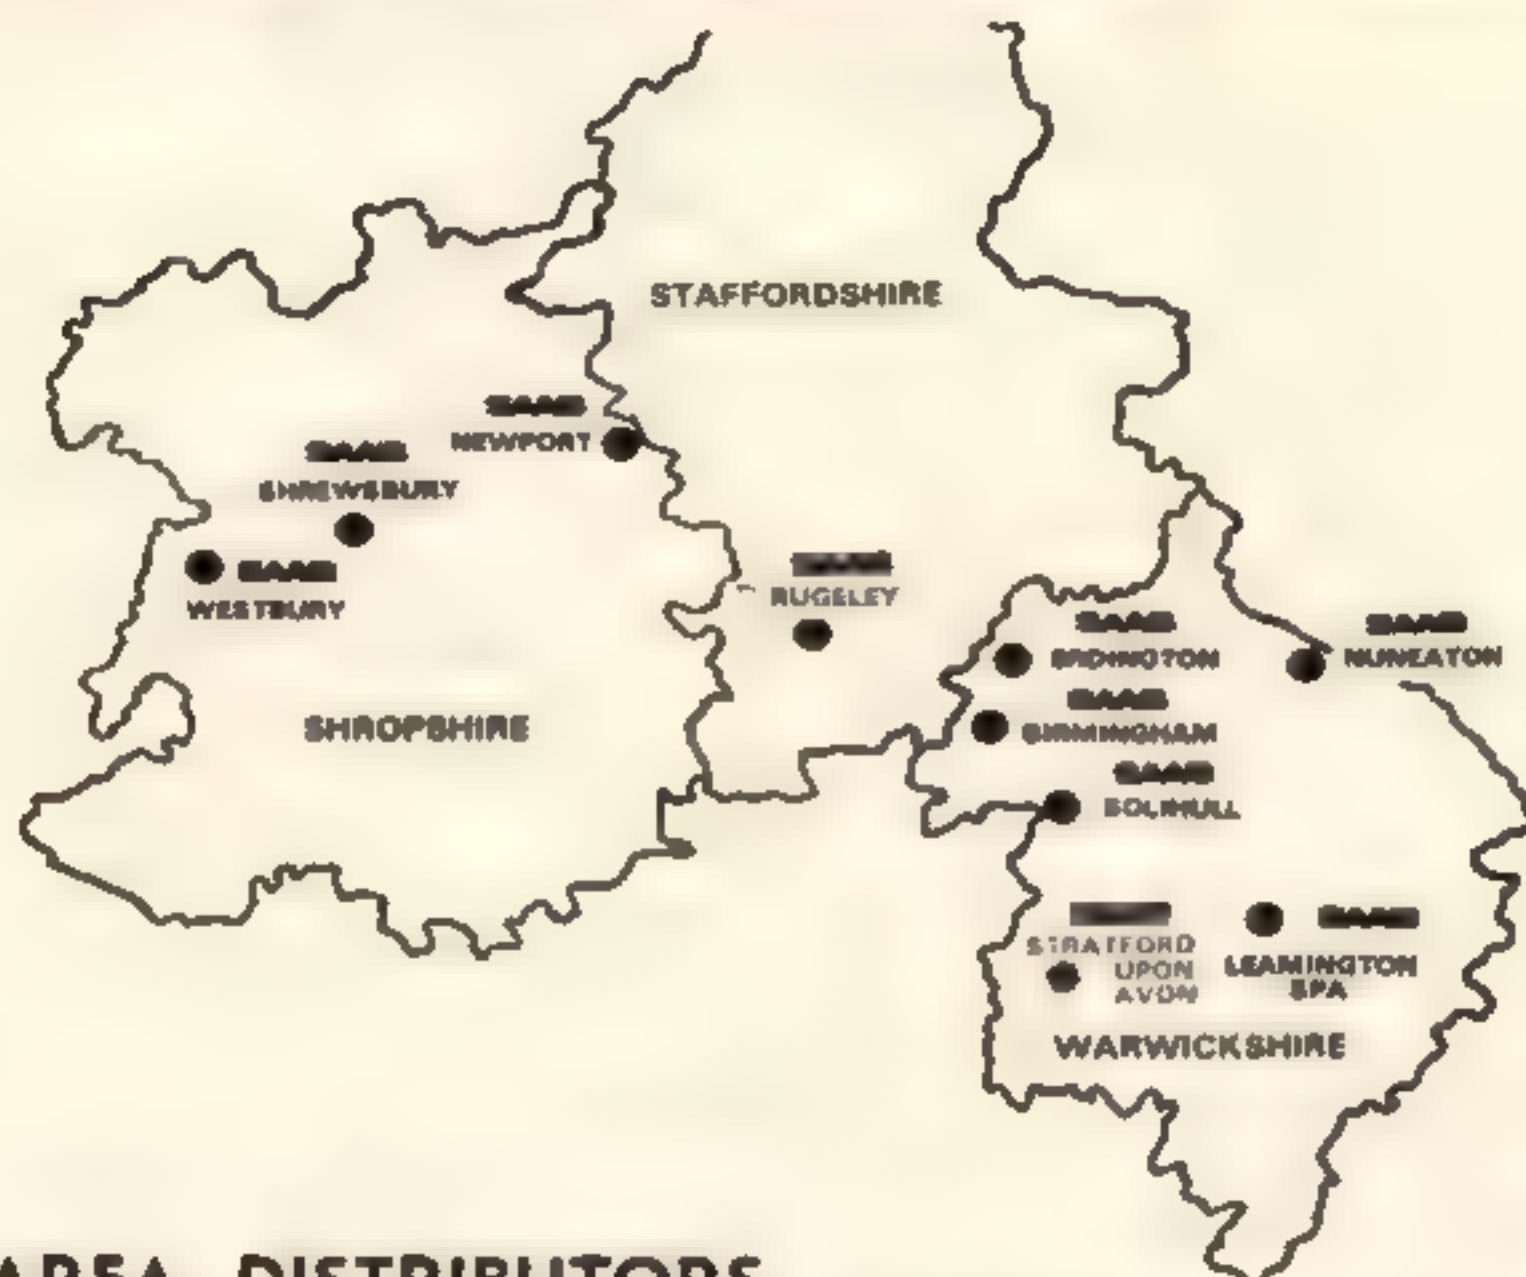 STAFFORDSHIRE
SAAB
NEWPORT
SAAB
SHREWSBURY
SAAB
WESTBURY
RUGELEY
SAAB
ERDINGTON
SAAB
NUNEATON
SAAB
BIRMINGHAM
SHROPSHIRE
SAAB
SOLIHULL
STRATFORD
UPON
AVON
SAAB
LEAMINGTON
SPA
WARWICKSHIRE
AREA DISTRIBUTORS